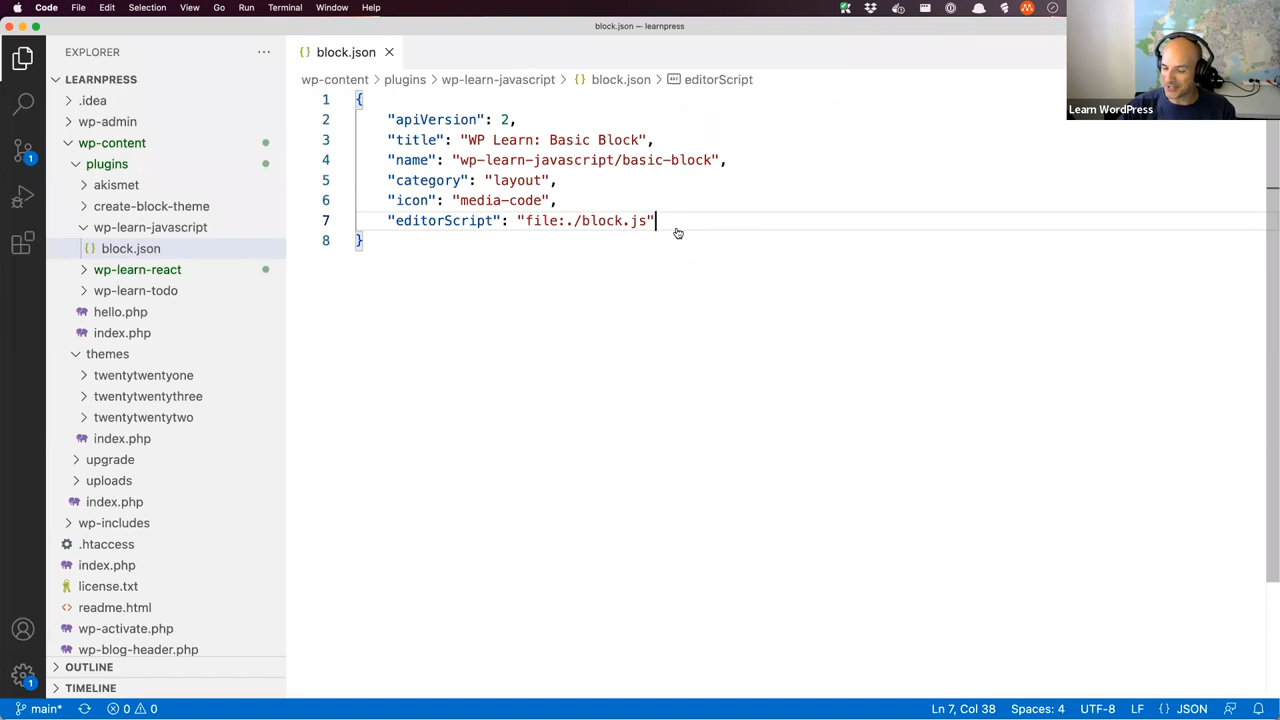 Code File Edit Selection View Go Run Terminal Window Help
block.json — learnpress
Learn WordPress
EXPLORER ···
LEARNPRESS
.idea
wp-admin
wp-content
plugins
akismet
create-block-theme
wp-learn-javascript
{} block.json
wp-learn-react
wp-learn-todo
hello.php
index.php
themes
twentytwentyone
twentytwentythree
twentytwentytwo
index.php
upgrade
uploads
index.php
wp-includes
.htaccess
index.php
license.txt
readme.html
wp-activate.php
wp-blog-header.php
OUTLINE
TIMELINE
{} block.json
wp-content > plugins > wp-learn-javascript > {} block.json > editorScript
1 {
2 "apiVersion": 2,
3 "title": "WP Learn: Basic Block",
4 "name": "wp-learn-javascript/basic-block",
5 "category": "layout",
6 "icon": "media-code",
7 "editorScript": "file:./block.js"
8 }
1
1
main* 0 0 Ln 7, Col 38 Spaces: 4 UTF-8 LF {} JSON